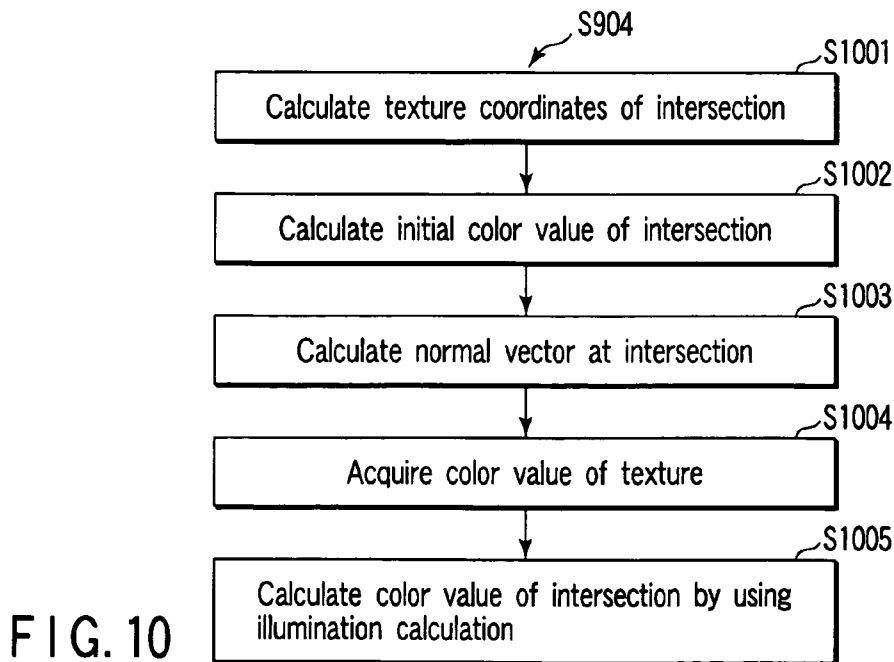 S904
S1001
Calculate texture coordinates of intersection
S1002
Calculate initial color value of intersection
S1003
Calculate normal vector at intersection
S1004
Acquire color value of texture
S1005
Calculate color value of intersection by using
illumination calculation
FIG. 10